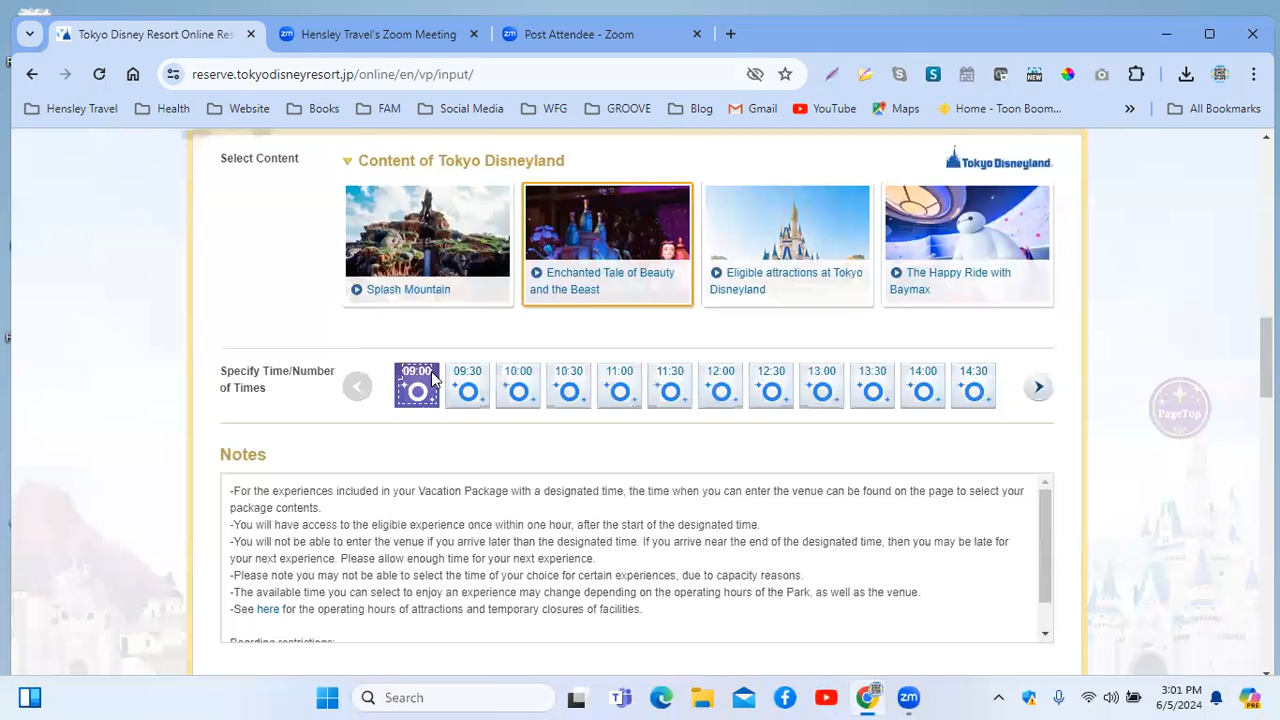 Tokyo Disney Resort Online Res
Hensley Travel's Zoom Meeting
Post Attendee - Zoom
reserve.tokyodisneyresort.jp/online/en/vp/input/
NEW
Hensley Travel
Health
Website
Books
FAM
Social Media
WFG
GROOVE
Blog
Gmail
YouTube
Maps
Home - Toon Boom...
All Bookmarks
Select Content
Content of Tokyo Disneyland
Tokyo Disneyland.
Splash Mountain
Enchanted Tale of Beauty
and the Beast
Eligible attractions at Tokyo
Disneyland
The Happy Ride with
Baymax
Specify Time/Number
of Times
09:00 09:30 10:00 10:30 11:00 11:30 12:00 12:30 13:00 13:30 14:00 14:30
PageTop
Notes
-For the experiences included in your Vacation Package with a designated time, the time when you can enter the venue can be found on the page to select your
package contents.
-You will have access to the eligible experience once within one hour, after the start of the designated time.
-You will not be able to enter the venue if you arrive later than the designated time. If you arrive near the end of the designated time, then you may be late for
your next experience. Please allow enough time for your next experience.
-Please note you may not be able to select the time of your choice for certain experiences, due to capacity reasons.
-The available time you can select to enjoy an experience may change depending on the operating hours of the Park, as well as the venue.
-See here for the operating hours of attractions and temporary closures of facilities.
Boarding restrictions:
Search
3:01 PM
6/5/2024